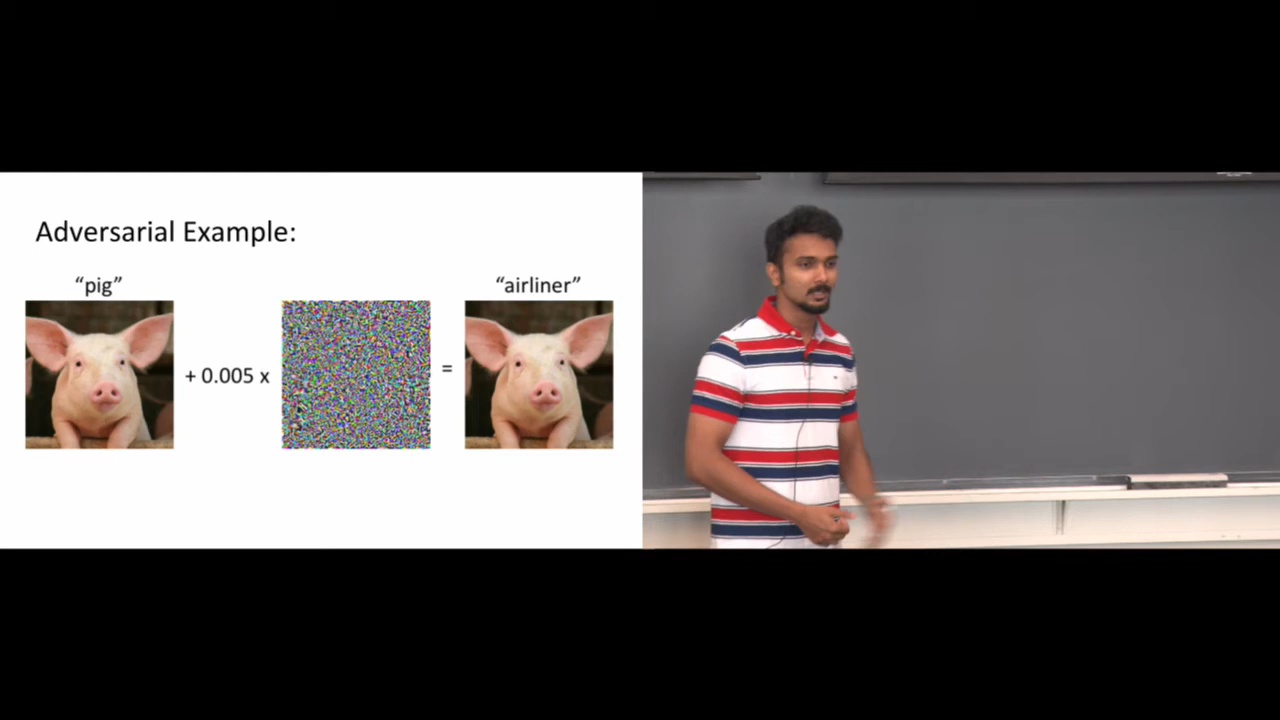 Adversarial Example:
“pig”
“airliner”
+ 0.005 x
=